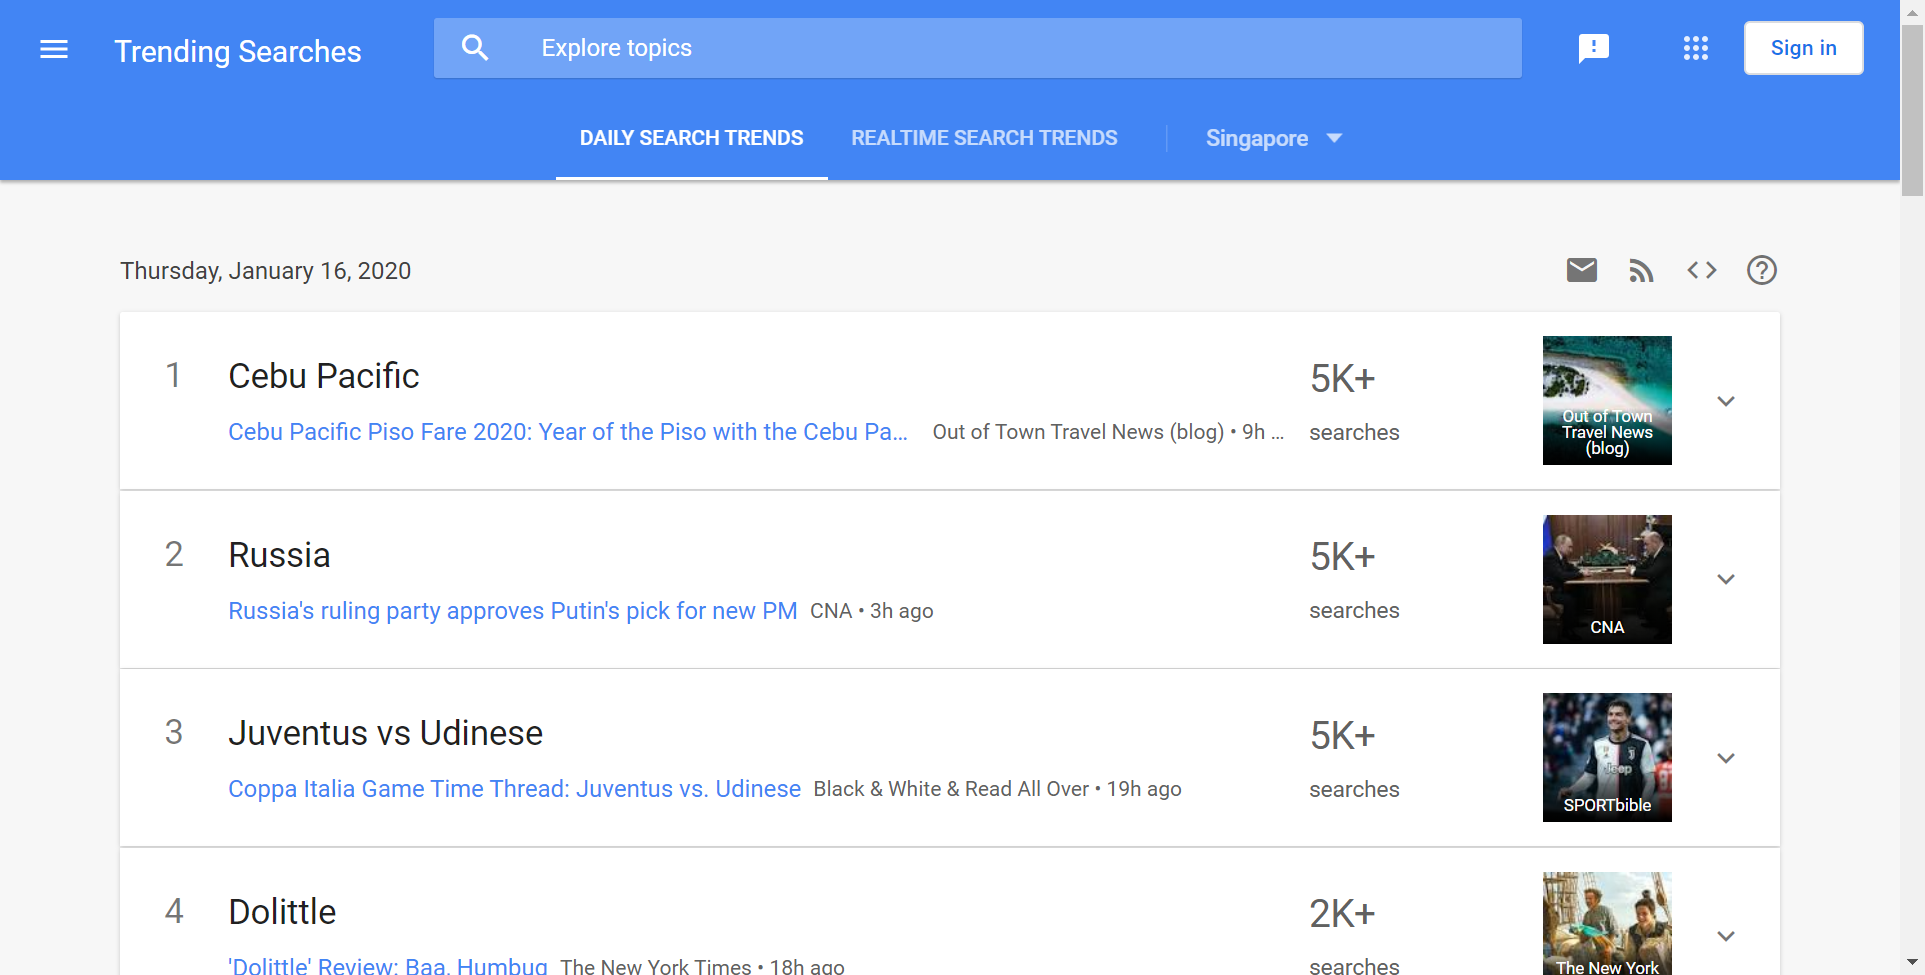 Trending Searches
Explore topics
Sign in
DAILY SEARCH TRENDS
REALTIME SEARCH TRENDS
Singapore
Thursday, January 16, 2020
1
Cebu Pacific
Cebu Pacific Piso Fare 2020: Year of the Piso with the Cebu Pa...
Out of Town Travel News (blog) • 9h ...
5K+
searches
Out of Town
Travel News
(blog)
2
Russia
Russia's ruling party approves Putin's pick for new PM
CNA • 3h ago
5K+
searches
CNA
3
Juventus vs Udinese
Coppa Italia Game Time Thread: Juventus vs. Udinese
Black & White & Read All Over • 19h ago
5K+
searches
Jeep
SPORTbible
4
Dolittle
'Dolittle' Review: Baa, Humbug
The New York Times • 18h ago
2K+
searches
The New York